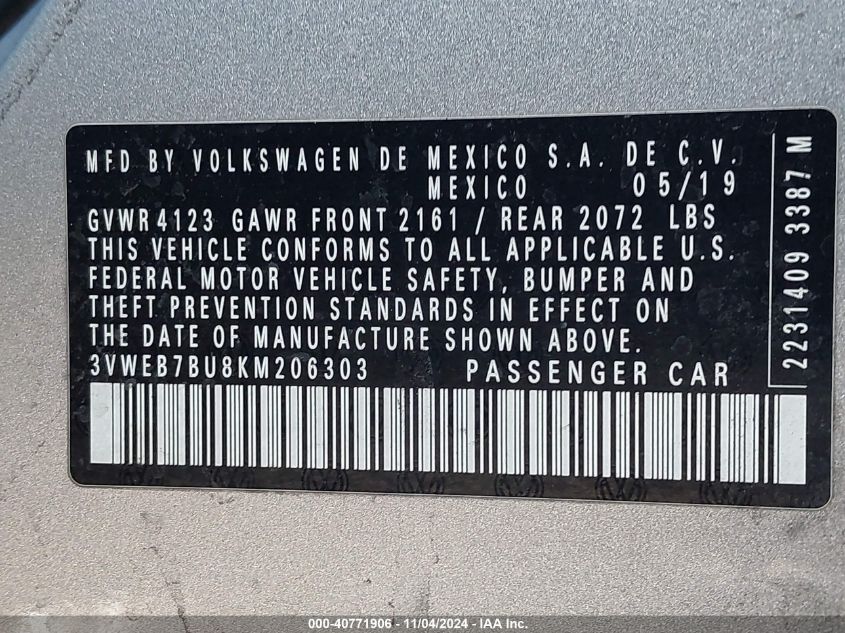 MFD BY VOLKSWAGEN DE MEXICO S.A. DE C.V.
MEXICO 05/19
GVWR 4123 GAWR FRONT 2161 / REAR 2072 LBS
THIS VEHICLE CONFORMS TO ALL APPLICABLE U.S.
FEDERAL MOTOR VEHICLE SAFETY, BUMPER AND
THEFT PREVENTION STANDARDS IN EFFECT ON
THE DATE OF MANUFACTURE SHOWN ABOVE.
3VWEB7BU8KM206303 PASSENGER CAR
2231409 3387 M
000-40771906 - 11/04/2024 - IAA Inc.